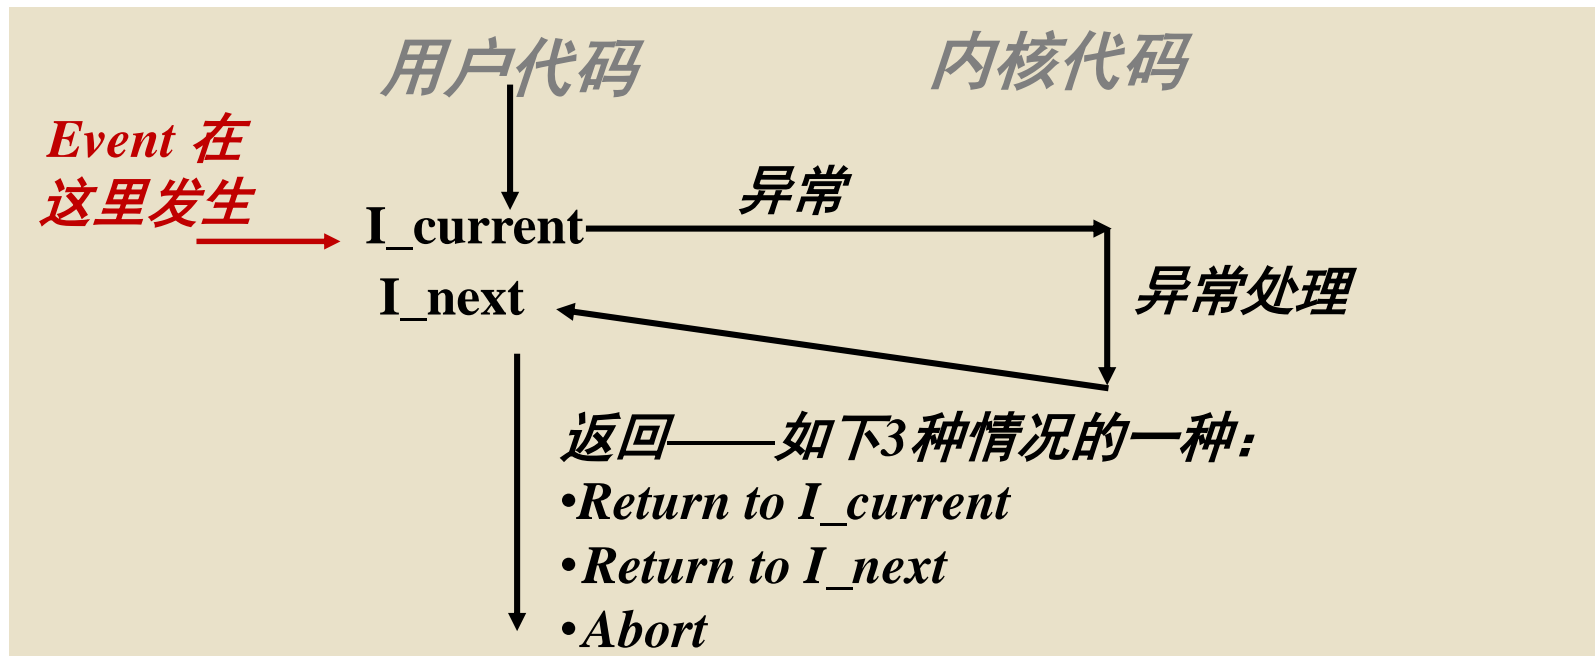 用户代码
内核代码
Event 在
这里发生
异常
I_current
I_next
异常处理
返回——如下3种情况的一种：
•Return to I_current
•Return to I_next
•Abort